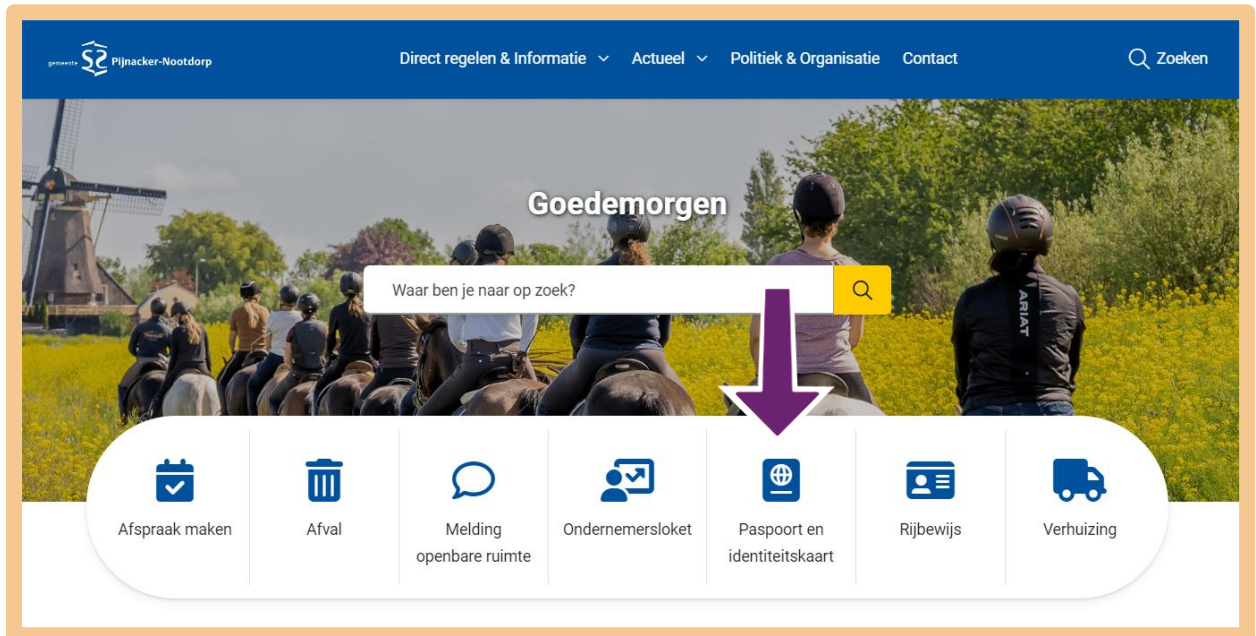 gemeente Pijnacker-Nootdorp
Direct regelen & Informatie Actueel Politiek & Organisatie Contact Zoeken
Goedemorgen
Waar ben je naar op zoek?
ARIAT
Afspraak maken
Afval
Melding
openbare ruimte
Ondernemersloket
Paspoort en
identiteitskaart
Rijbewijs
Verhuizing